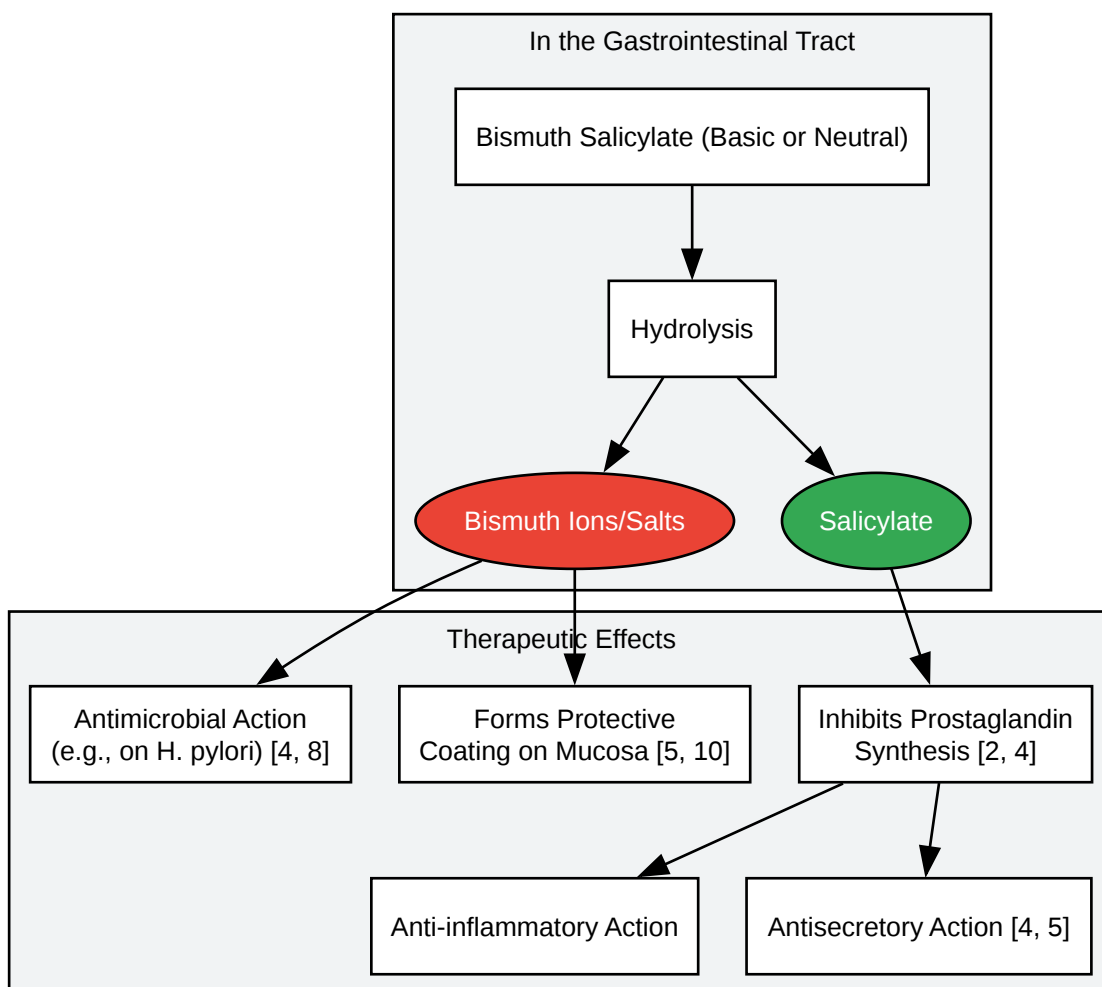 In the Gastrointestinal Tract
Bismuth Salicylate (Basic or Neutral)
Hydrolysis
Bismuth Ions/Salts
Salicylate
Therapeutic Effects
Antimicrobial Action
(e.g., on H. pylori) [4, 8]
Forms Protective
Coating on Mucosa [5, 10]
Inhibits Prostaglandin
Synthesis [2, 4]
Anti-inflammatory Action
Antisecretory Action [4, 5]